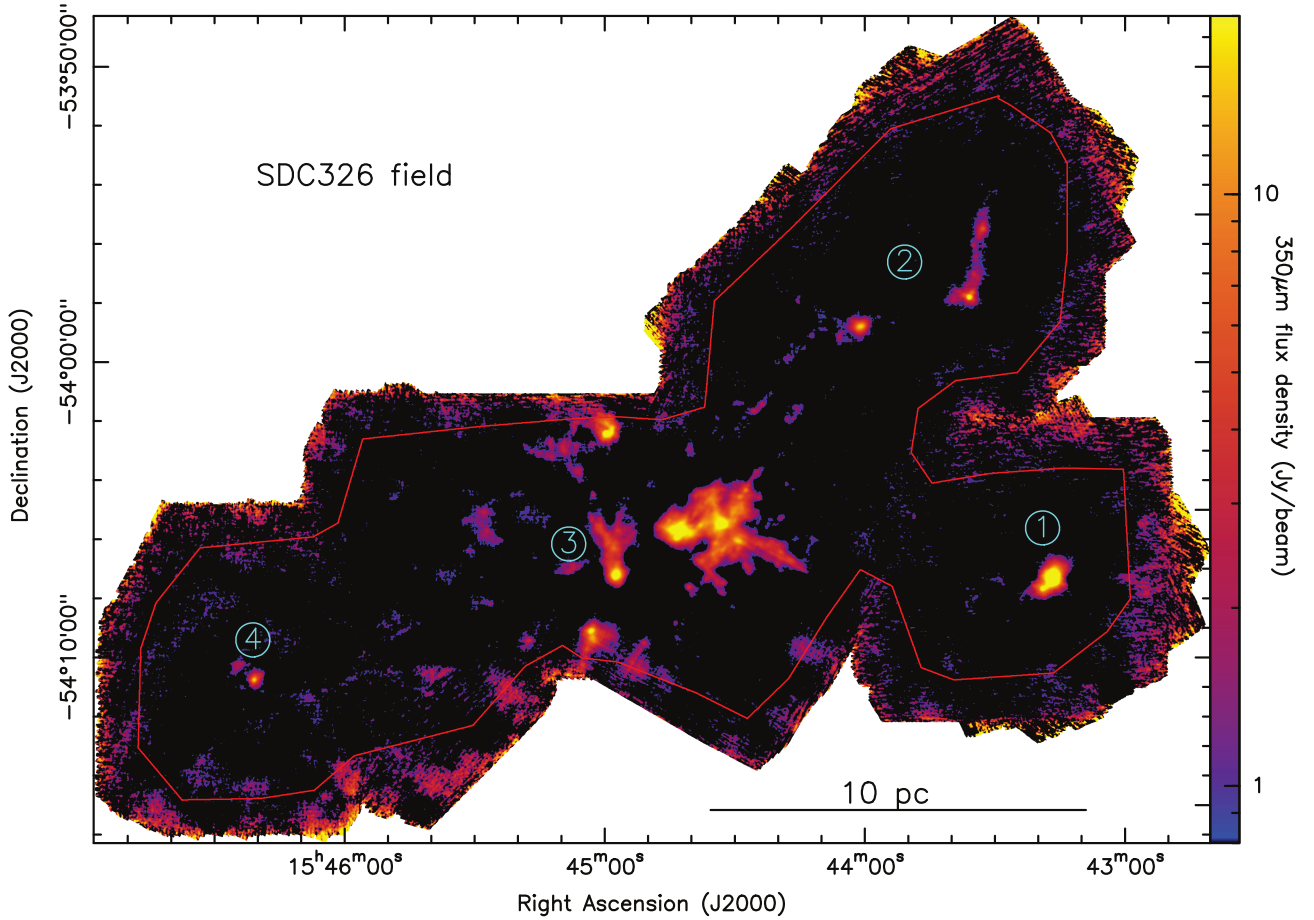 SDC326 field
2
1
3
4
10 pc
−53°50'00"
−54°00'00"
−54°10'00"
Declination (J2000)
15ʰ46ᵐ00ˢ
45ᵐ00ˢ
44ᵐ00ˢ
43ᵐ00ˢ
Right Ascension (J2000)
10
1
350μm flux density (Jy/beam)